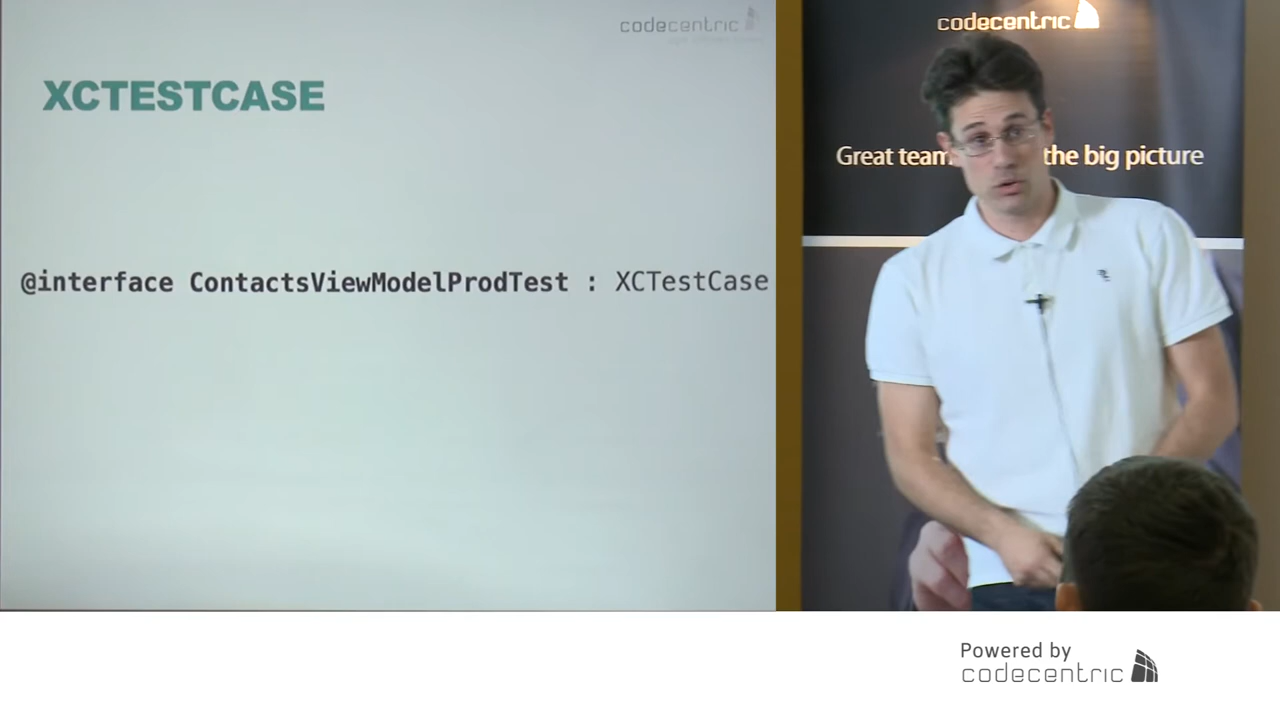 codecentric
XCTESTCASE
@interface ContactsViewModelProdTest : XCTestCase
codecentric
Great team
the big picture
Powered by
codecentric